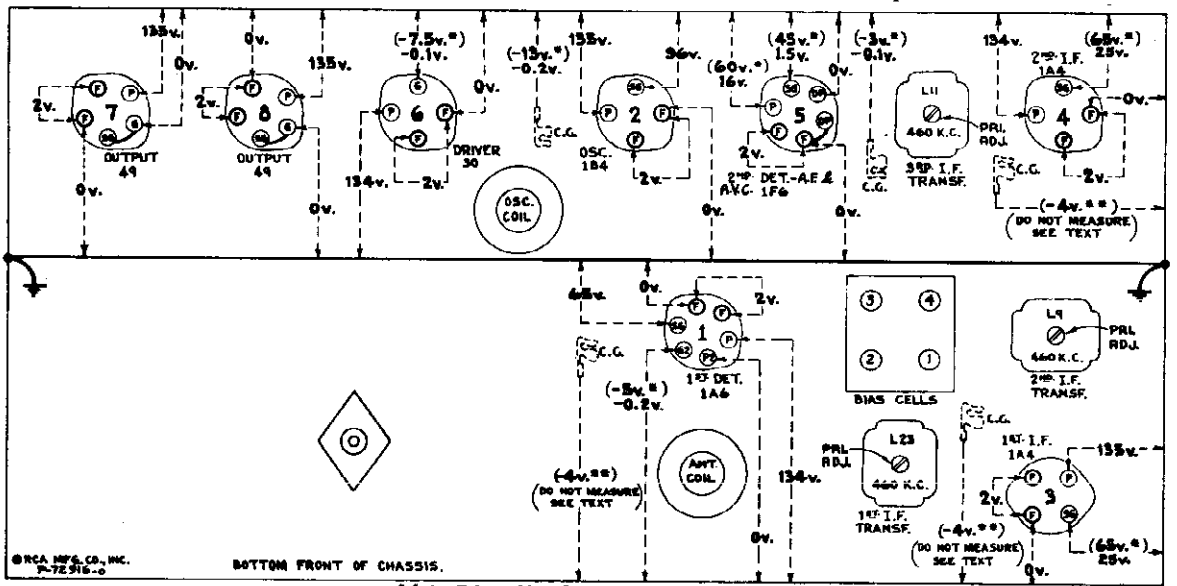 135v.
0v.
0v.
135v.
(-7.5v.*)
-0.1v.
0v.
(-13v.*)
-0.2v.
135v.
96v.
(60v.*)
16v.
(45v.*)
1.5v.
0v.
(-3v.*)
-0.1v.
134v.
2ND I.F.
1A4
(65v.*)
25v.
2v.
F
P
7
F
SG
G
OUTPUT
49
2v.
F
P
8
F
SG
G
OUTPUT
49
G
P
6
F
F
DRIVER
30
2v.
C.G.
SG
P
2
F
F
OSC.
1B4
2v.
SG
DP
P
5
DP
F
F
2v.
2ND DET.-A.F. &
A.V.C. 1F6
C.G.
L11
460 K.C.
PRI.
ADJ.
3RD I.F.
TRANSF.
C.G.
SG
P
4
F
F
0v.
2v.
(-4v.**)
(DO NOT MEASURE
SEE TEXT)
0v.
0v.
134v.
OSC.
COIL
0v.
0v.
65v.
0v.
2v.
F
F
SG
1
P
G2
P2
C.G.
1ST DET.
1A6
(-5v.*)
-0.2v.
3
4
2
1
BIAS CELLS
L9
460 K.C.
PRI.
ADJ.
2ND I.F.
TRANSF.
(-4v.**)
(DO NOT MEASURE
SEE TEXT)
ANT.
COIL
134v.
0v.
PRI.
ADJ.
L23
460 K.C.
1ST I.F.
TRANSF.
C.G.
1ST I.F.
1A4
135v.
F
P
3
F
SG
2v.
(-4v.**)
(DO NOT MEASURE
SEE TEXT)
(65v.*)
25v.
0v.
©RCA MFG. CO., INC.
P-72916-0
BOTTOM FRONT OF CHASSIS.